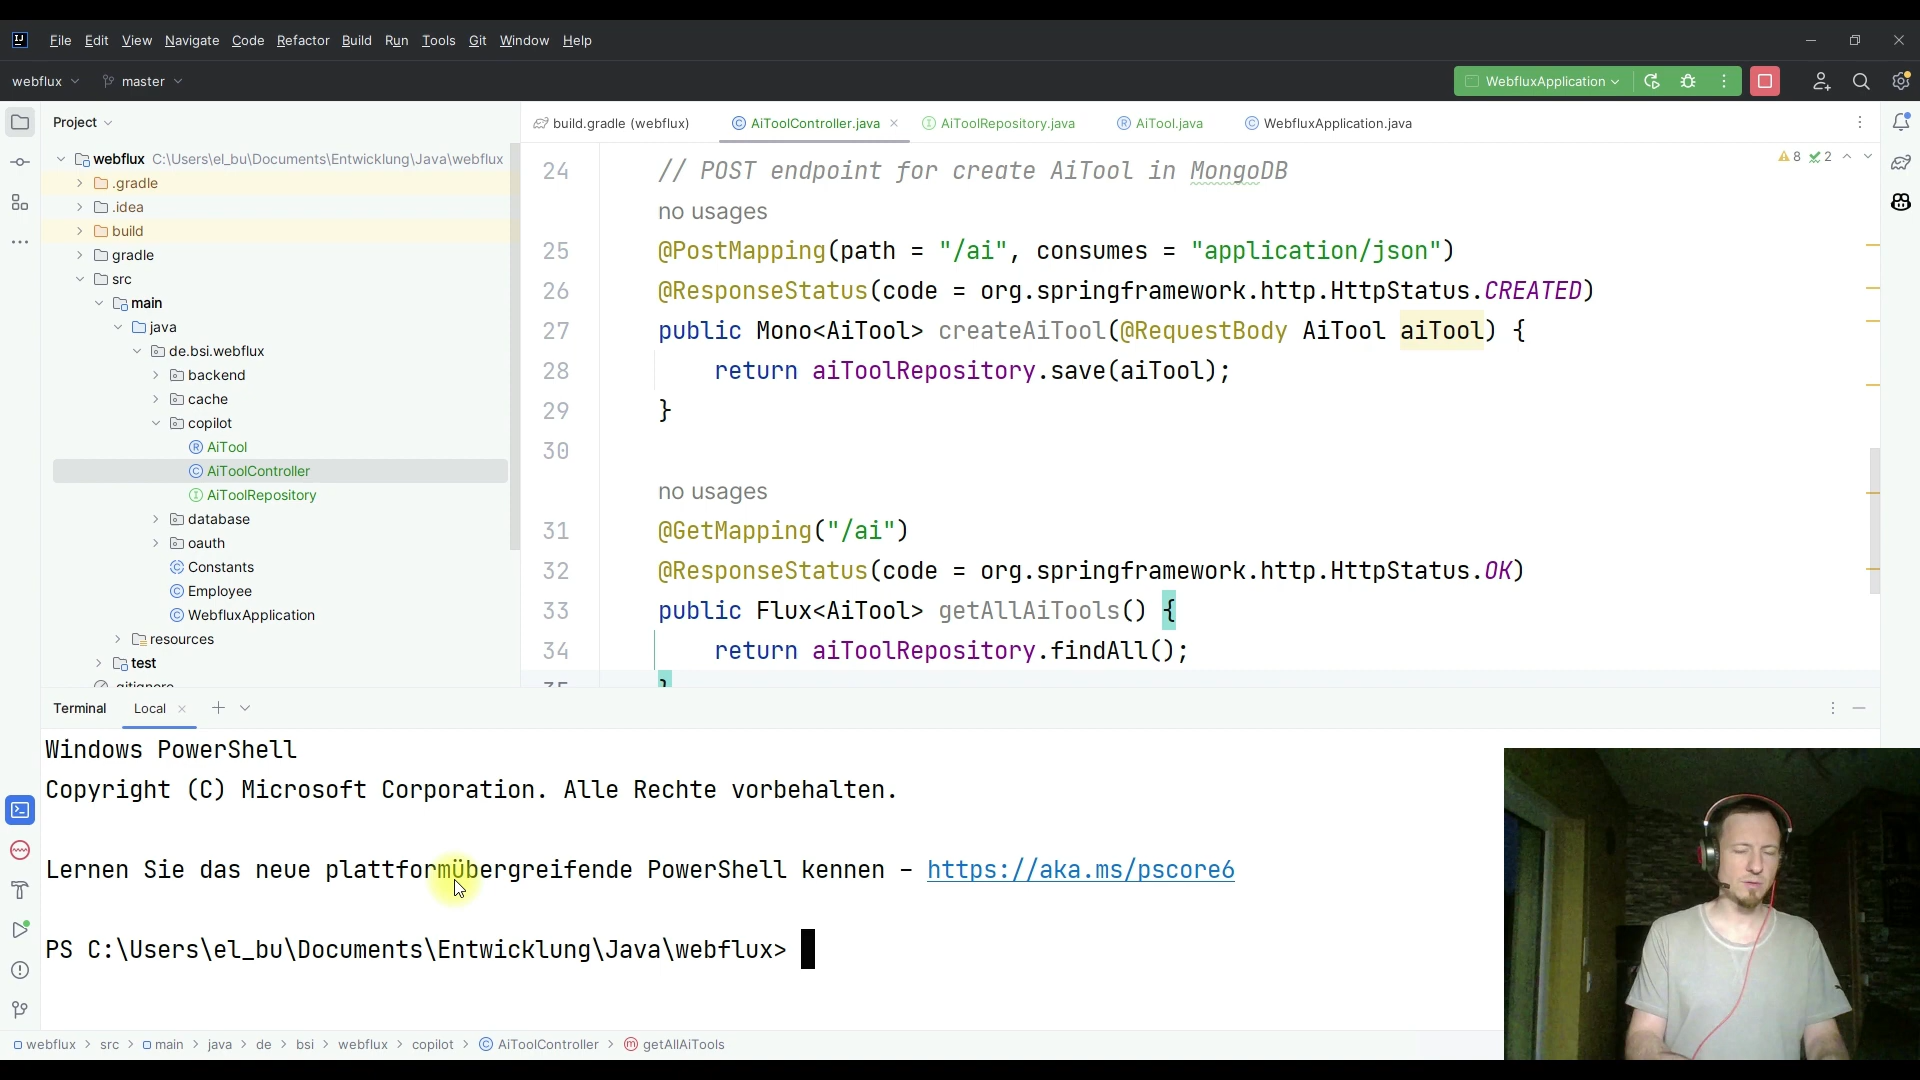 File Edit View Navigate Code Refactor Build Run Tools Git Window Help
webflux master WebfluxApplication
Project
build.gradle (webflux) AiToolController.java AiToolRepository.java AiTool.java WebfluxApplication.java
webflux C:\Users\el_bu\Documents\Entwicklung\Java\webflux
.gradle
.idea
build
gradle
src
main
java
de.bsi.webflux
backend
cache
copilot
AiTool
AiToolController
AiToolRepository
database
oauth
Constants
Employee
WebfluxApplication
resources
test
.gitignore
8 2
24 // POST endpoint for create AiTool in MongoDB
no usages
25 @PostMapping(path = "/ai", consumes = "application/json")
26 @ResponseStatus(code = org.springframework.http.HttpStatus.CREATED)
27 public Mono<AiTool> createAiTool(@RequestBody AiTool aiTool) {
28 return aiToolRepository.save(aiTool);
29 }
30
no usages
31 @GetMapping("/ai")
32 @ResponseStatus(code = org.springframework.http.HttpStatus.OK)
33 public Flux<AiTool> getAllAiTools() {
34 return aiToolRepository.findAll();
35 }
Terminal Local
Windows PowerShell
Copyright (C) Microsoft Corporation. Alle Rechte vorbehalten.
Lernen Sie das neue plattformübergreifende PowerShell kennen – https://aka.ms/pscore6
PS C:\Users\el_bu\Documents\Entwicklung\Java\webflux>
webflux > src > main > java > de > bsi > webflux > copilot > AiToolController > getAllAiTools